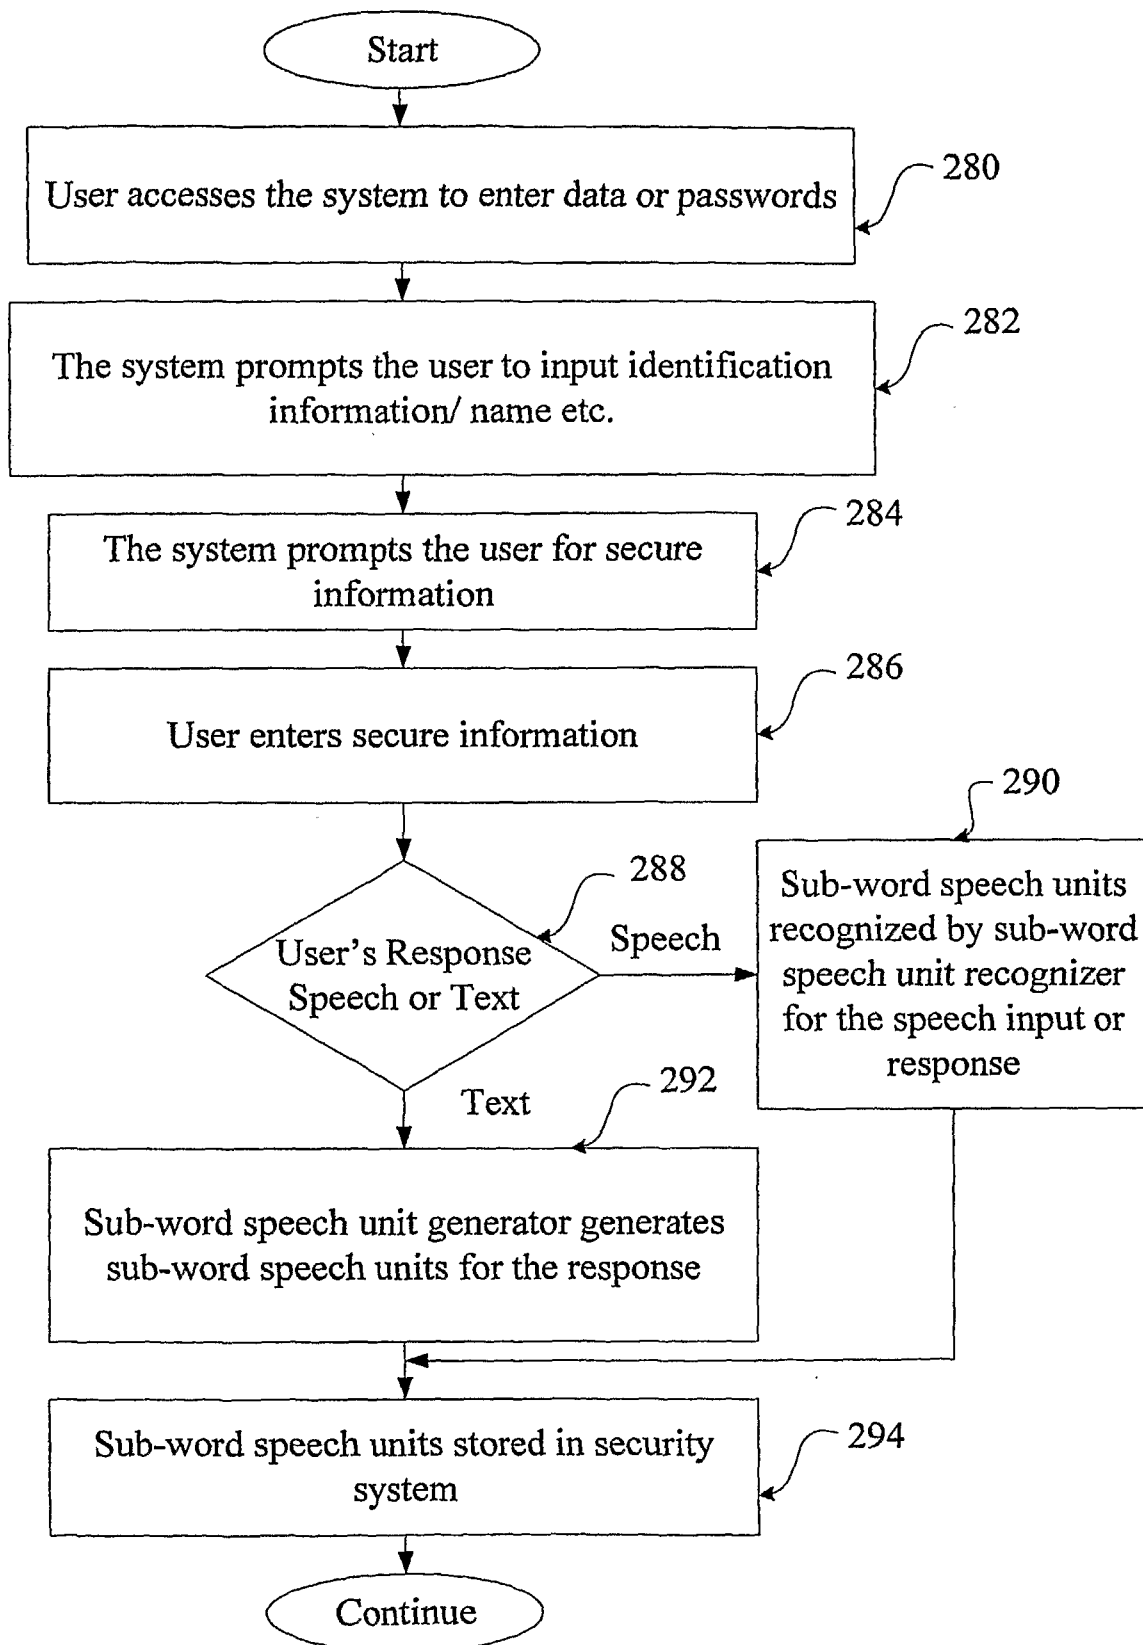 Start
User accesses the system to enter data or passwords
280
The system prompts the user to input identification
information/ name etc.
282
The system prompts the user for secure
information
284
User enters secure information
286
User's Response
Speech or Text
288
Speech
290
Sub-word speech units
recognized by sub-word
speech unit recognizer
for the speech input or
response
Text
292
Sub-word speech unit generator generates
sub-word speech units for the response
Sub-word speech units stored in security
system
294
Continue